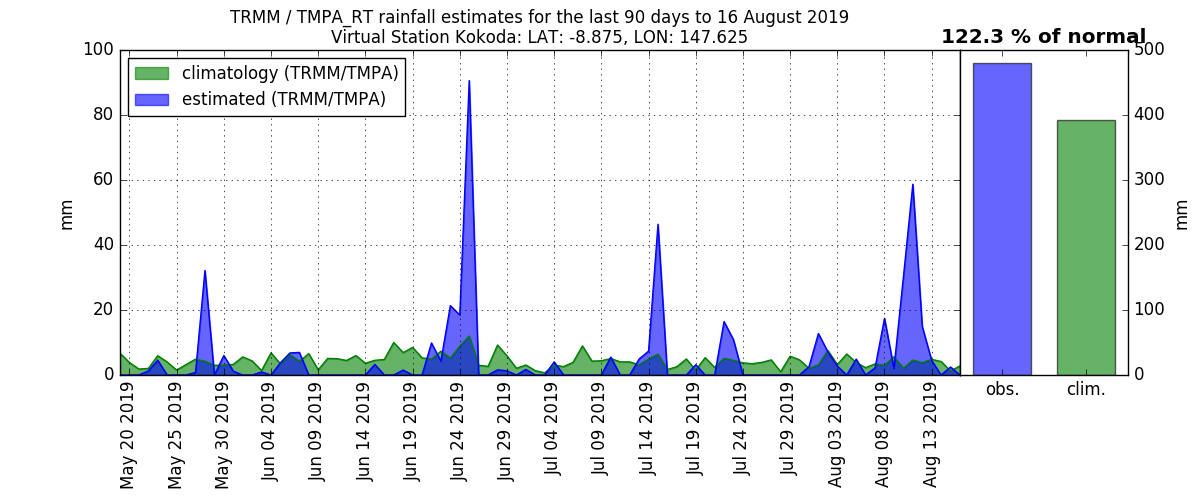 TRMM / TMPA_RT rainfall estimates for the last 90 days to 16 August 2019
Virtual Station Kokoda: LAT: -8.875, LON: 147.625
122.3 % of normal
climatology (TRMM/TMPA)
estimated (TRMM/TMPA)
100
80
60
40
20
0
mm
500
400
300
200
100
0
mm
May 20 2019
May 25 2019
May 30 2019
Jun 04 2019
Jun 09 2019
Jun 14 2019
Jun 19 2019
Jun 24 2019
Jun 29 2019
Jul 04 2019
Jul 09 2019
Jul 14 2019
Jul 19 2019
Jul 24 2019
Jul 29 2019
Aug 03 2019
Aug 08 2019
Aug 13 2019
obs.
clim.